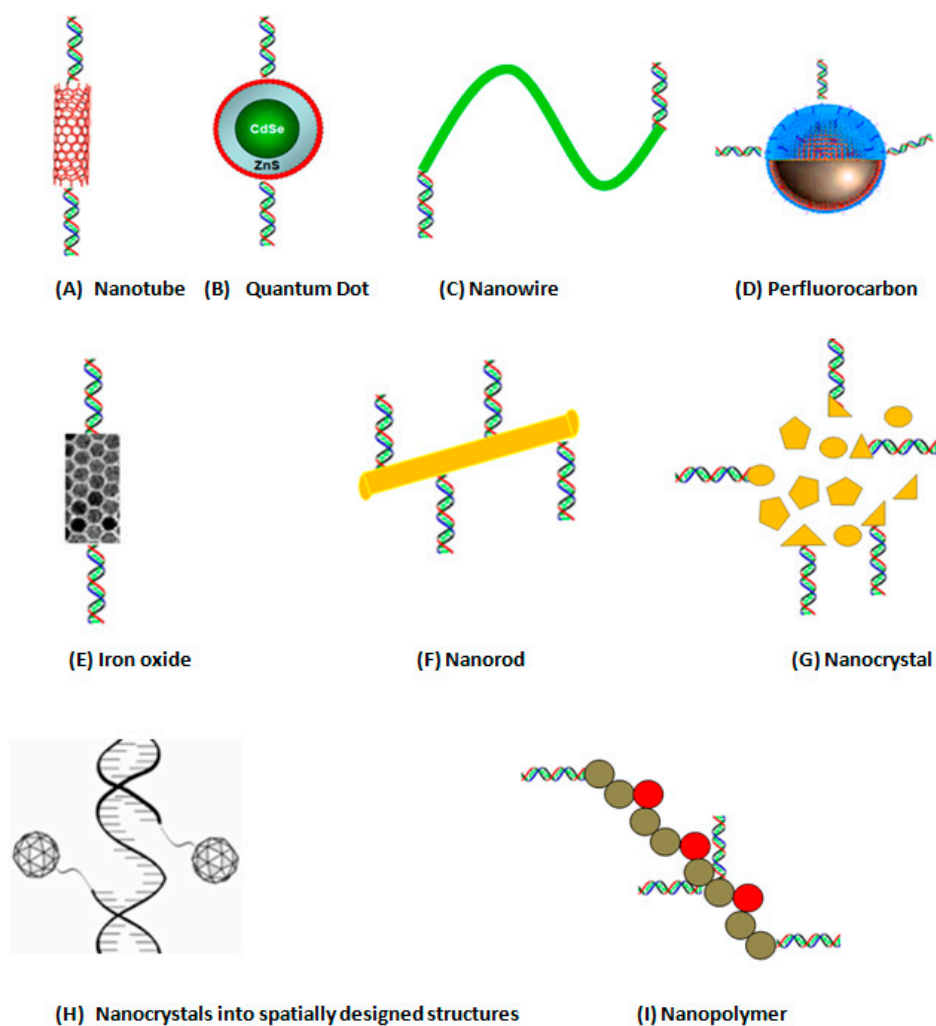 CdSe
ZnS
(A) Nanotube (B) Quantum Dot (C) Nanowire (D) Perfluorocarbon
(E) Iron oxide (F) Nanorod (G) Nanocrystal
(H) Nanocrystals into spatially designed structures (I) Nanopolymer